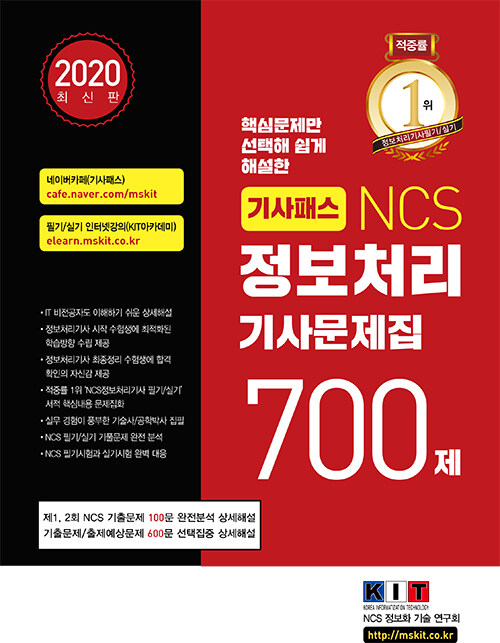 2020
최 신 판
적중률
1위
정보처리기사필기/실기
핵심문제만
선택해 쉽게
해설한
네이버카페(기사패스)
cafe.naver.com/mskit
필기/실기 인터넷강의(KIT아카데미)
elearn.mskit.co.kr
기사패스 NCS
정보처리
기사문제집
700제
• IT 비전공자도 이해하기 쉬운 상세해설
• 정보처리기사 시작 수험생에 최적화된
학습방향 수립 제공
• 정보처리기사 최종정리 수험생에 합격
확인의 자신감 제공
• 적중률 1위 'NCS정보처리기사 필기/실기'
서적 핵심내용 문제집화
• 실무 경험이 풍부한 기술사/공학박사 집필
• NCS 필기/실기 기출문제 완전 분석
• NCS 필기시험과 실기시험 완벽 대응
제1, 2회 NCS 기출문제 100문 완전분석 상세해설
기출문제/출제예상문제 600문 선택집중 상세해설
KIT
KOREA INFORMATIZATION TECHNOLOGY
NCS 정보화 기술 연구회
http://mskit.co.kr